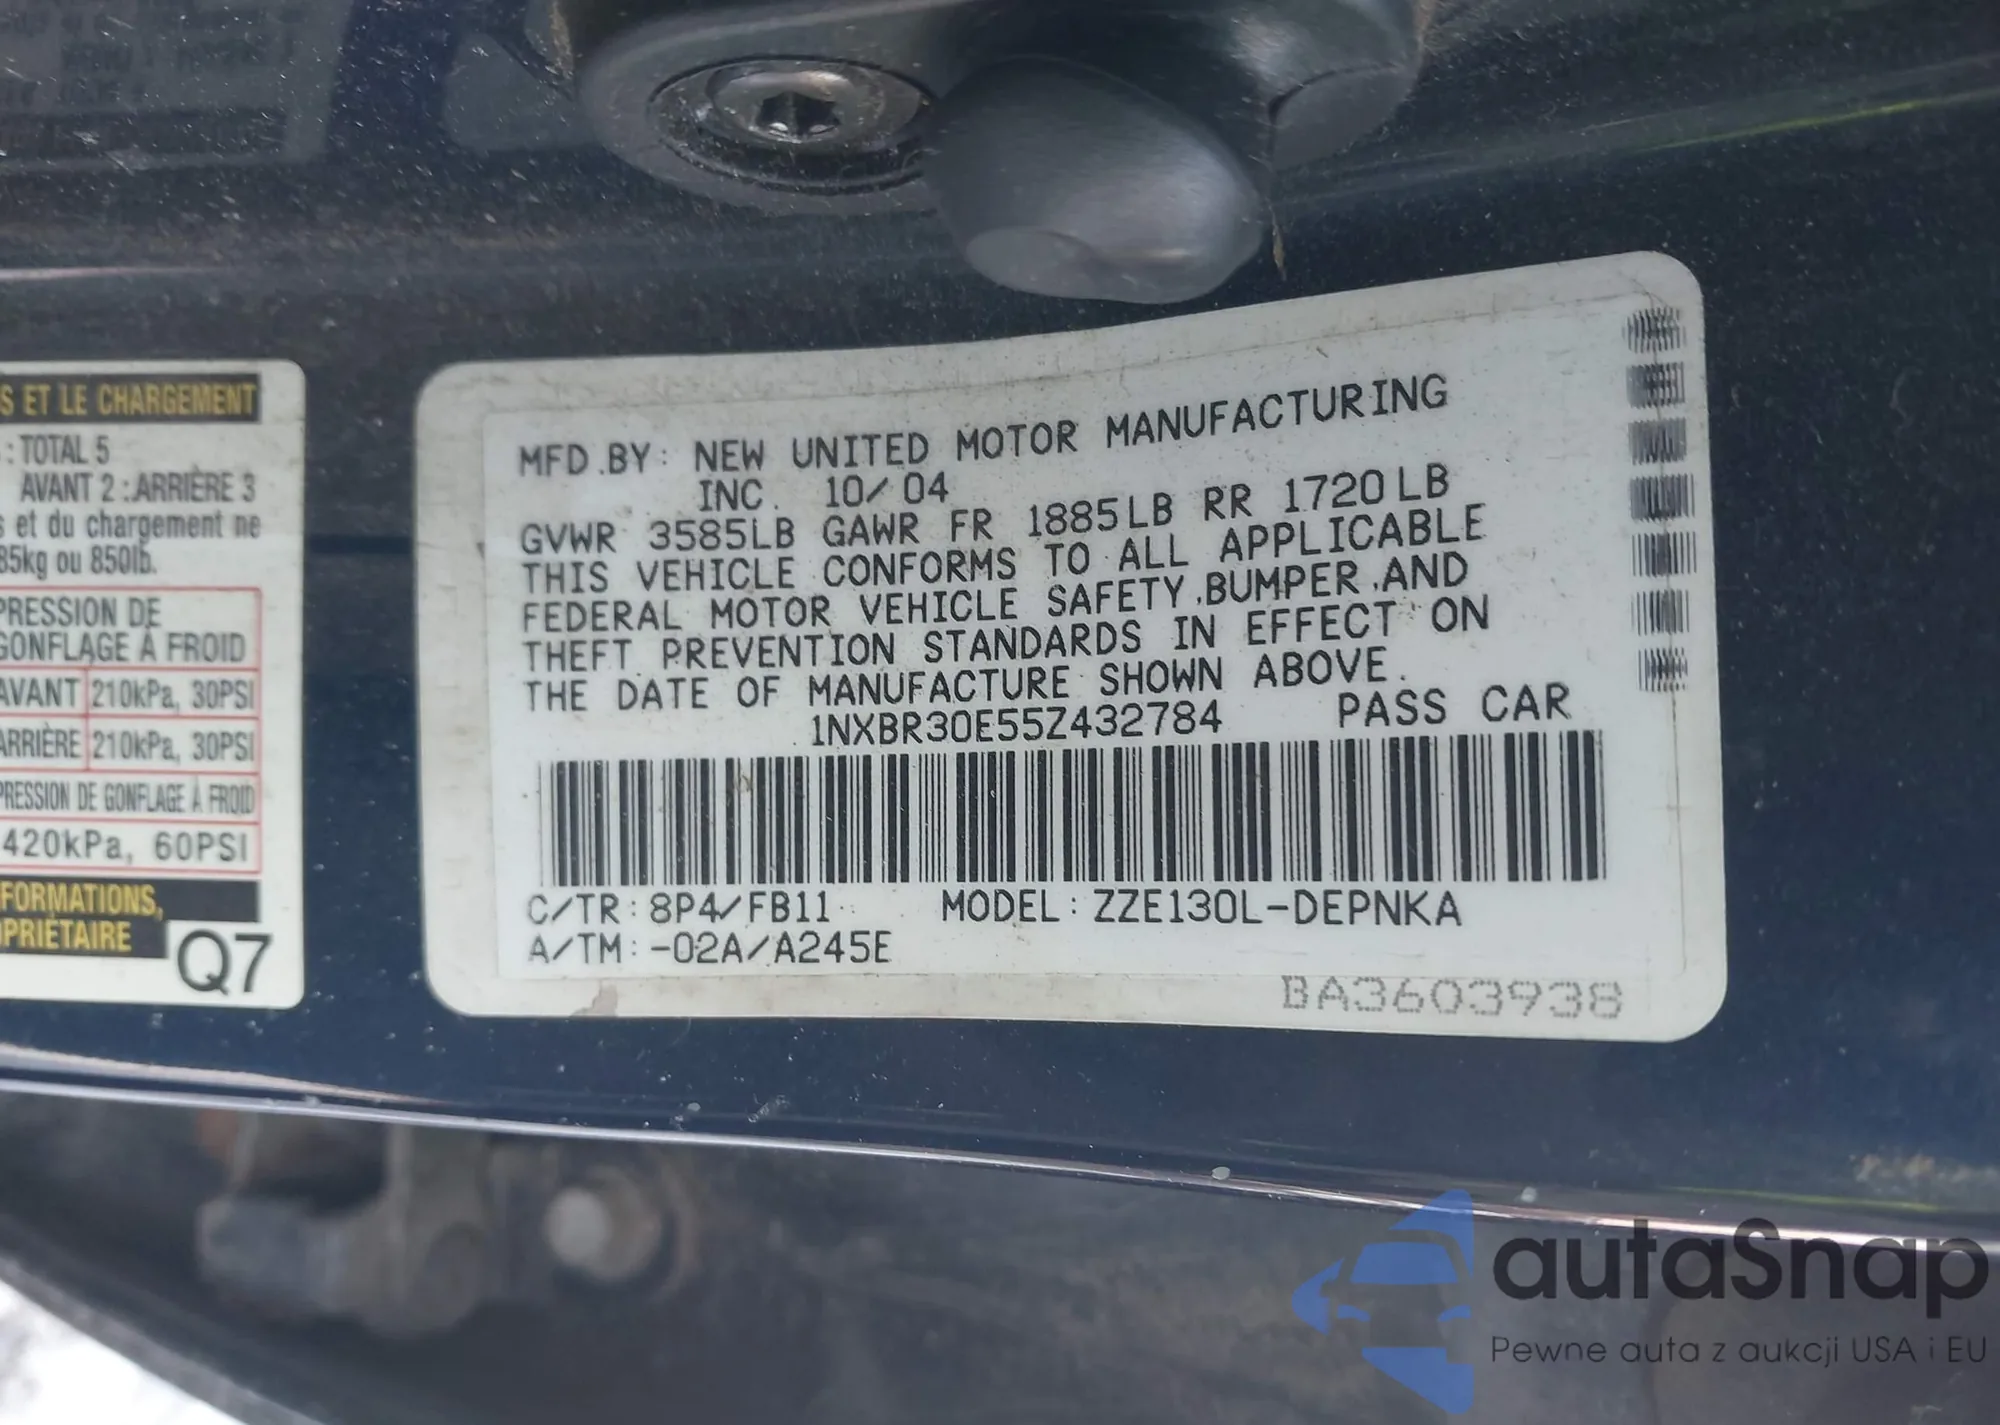 S ET LE CHARGEMENT
: TOTAL 5
AVANT 2 : ARRIÈRE 3
s et du chargement ne
85kg ou 850lb.
PRESSION DE
GONFLAGE À FROID
AVANT 210kPa, 30PSI
ARRIÈRE 210kPa, 30PSI
PRESSION DE GONFLAGE À FROID
420kPa, 60PSI
FORMATIONS,
OPRIÉTAIRE
Q7
MFD.BY: NEW UNITED MOTOR MANUFACTURING
INC. 10/04
GVWR 3585LB GAWR FR 1885LB RR 1720LB
THIS VEHICLE CONFORMS TO ALL APPLICABLE
FEDERAL MOTOR VEHICLE SAFETY,BUMPER,AND
THEFT PREVENTION STANDARDS IN EFFECT ON
THE DATE OF MANUFACTURE SHOWN ABOVE.
1NXBR30E55Z432784 PASS CAR
C/TR: 8P4/FB11 MODEL: ZZE130L-DEPNKA
A/TM: -02A/A245E
BA3603938
autaSnap
Pewne auta z aukcji USA i EU